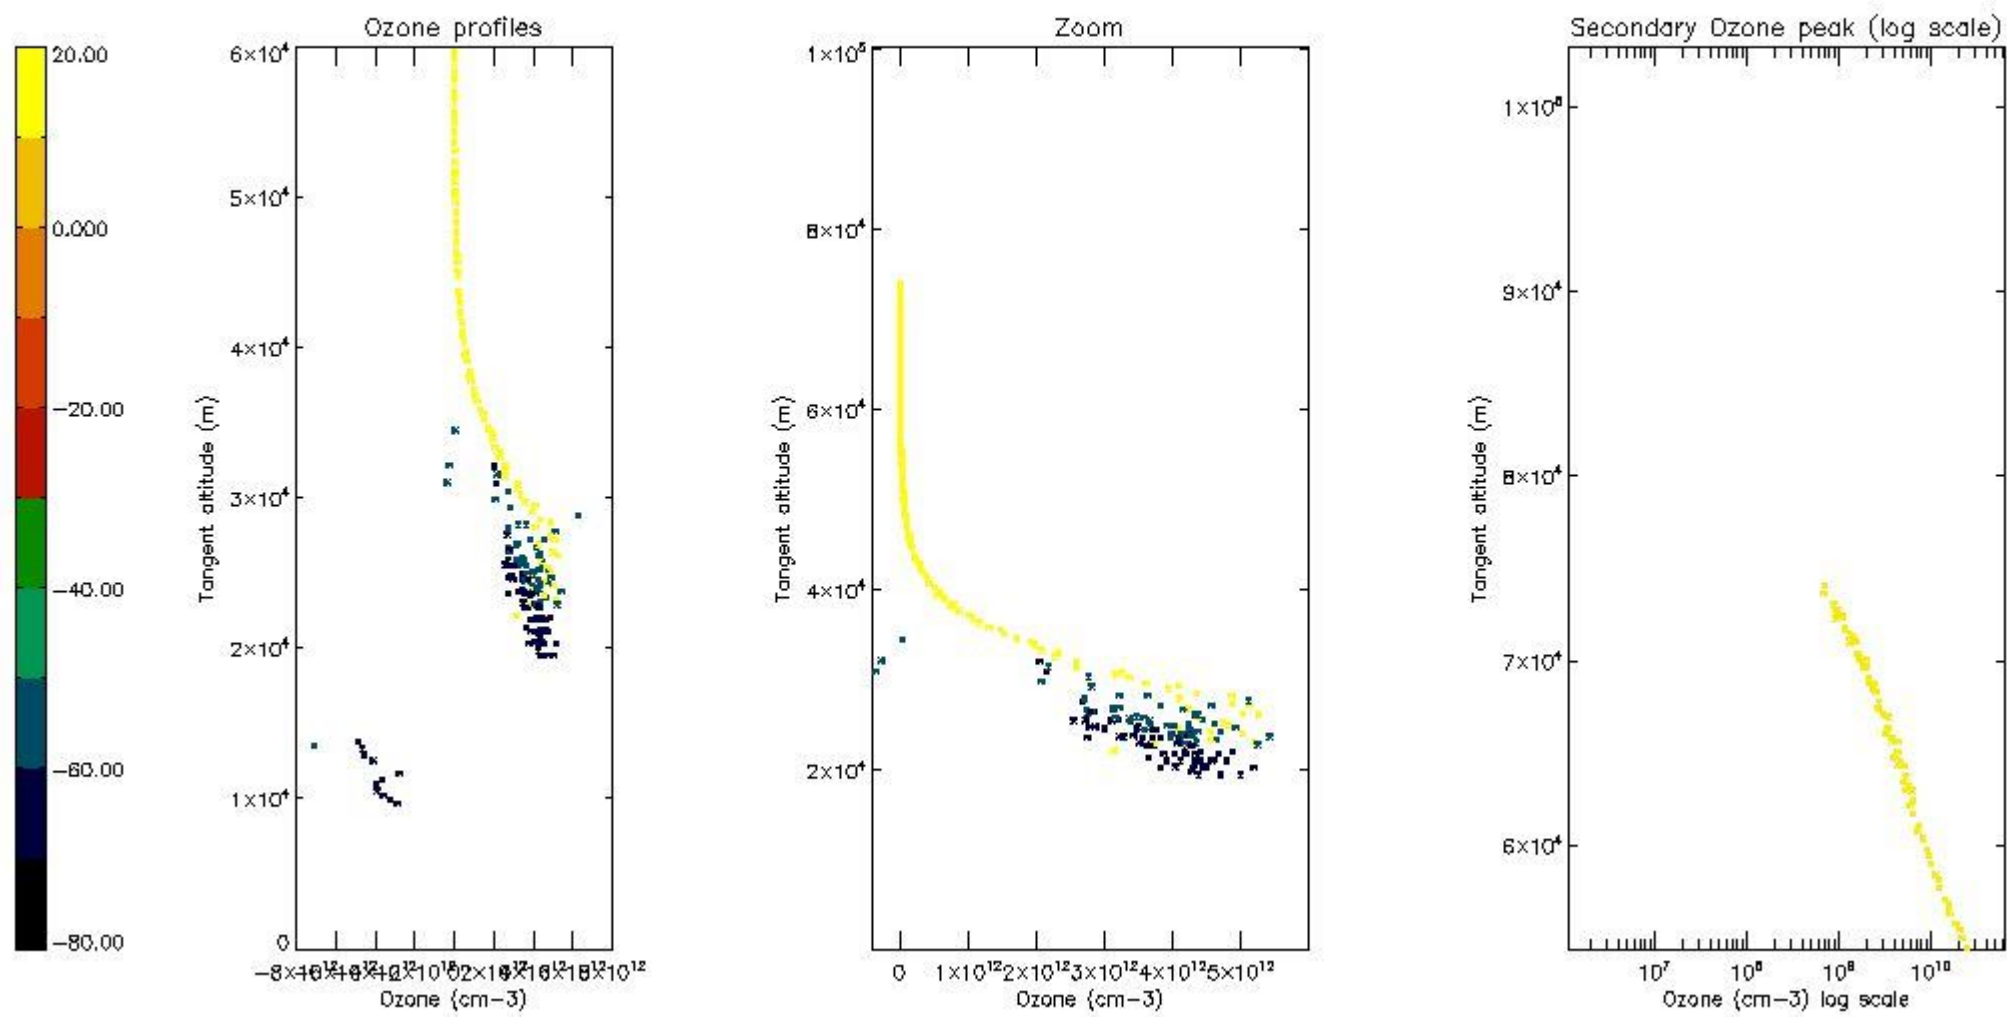 Ozone profiles
Zoom
Secondary Ozone peak (log scale)
20.00
0.000
−20.00
−40.00
−60.00
−80.00
6×10⁴
5×10⁴
4×10⁴
3×10⁴
2×10⁴
1×10⁴
0
Tangent altitude (m)
Ozone (cm−3)
1×10⁵
8×10⁴
6×10⁴
4×10⁴
2×10⁴
Tangent altitude (m)
0 1×10¹² 2×10¹² 3×10¹² 4×10¹² 5×10¹²
Ozone (cm−3)
1×10⁵
9×10⁴
8×10⁴
7×10⁴
6×10⁴
Tangent altitude (m)
10⁷ 10⁸ 10⁹ 10¹⁰
Ozone (cm−3) log scale